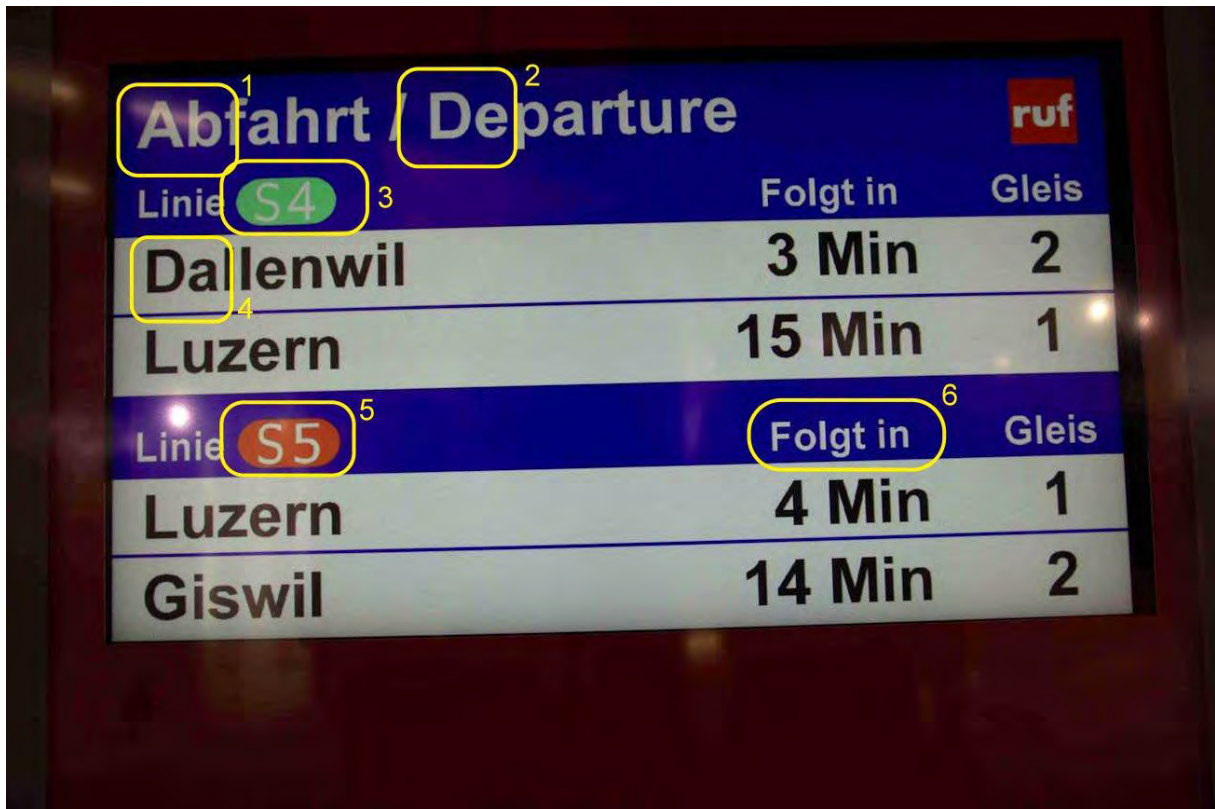 Abfahrt / Departure ruf
Linie S4 Folgt in Gleis
Dallenwil 3 Min 2
Luzern 15 Min 1
Linie S5 Folgt in Gleis
Luzern 4 Min 1
Giswil 14 Min 2
1
2
3
4
5
6